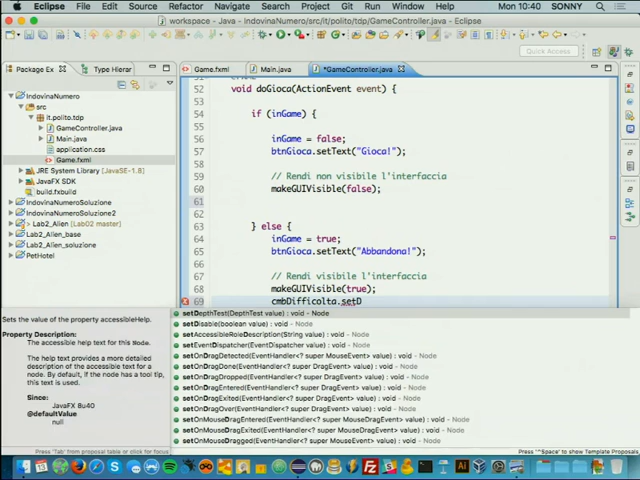 Eclipse File Edit Source Refactor Navigate Search Project Run Window Help Mon 10:40 SONNY
workspace - Java - IndovinaNumero/src/it/polito/tdp/GameController.java - Eclipse
Quick Access
Package Ex
Type Hierar
Game.fxml
Main.java
*GameController.java
IndovinaNumero
src
it.polito.tdp
GameController.java
Main.java
application.css
Game.fxml
JRE System Library [JavaSE-1.8]
JavaFX SDK
build.fxbuild
IndovinaNumeroSoluzione
IndovinaNumeroSoluzione2
> Lab2_Alien [Lab02 master]
Lab2_Alien_base
Lab2_Alien_soluzione
PetHotel
52 void doGioca(ActionEvent event) {
53
54 if (inGame) {
55
56 inGame = false;
57 btnGioca.setText("Gioca!");
58
59 // Rendi non visibile l'interfaccia
60 makeGUIVisible(false);
61
62
63 } else {
64 inGame = true;
65 btnGioca.setText("Abbandona!");
66
67 // Rendi visibile l'interfaccia
68 makeGUIVisible(true);
69 cmbDifficolta.setD
Sets the value of the property accessibleHelp.
Property Description:
The accessible help text for this Node.
The help text provides a more detailed
description of the accessible text for a
node. By default, if the node has a tool tip,
this text is used.
Since:
JavaFX 8u40
@defaultValue
null
Press 'Tab' from proposal table or click for focus
setDepthTest(DepthTest value) : void - Node
setDisable(boolean value) : void - Node
setAccessibleRoleDescription(String value) : void - Node
setEventDispatcher(EventDispatcher value) : void - Node
setOnDragDetected(EventHandler<? super MouseEvent> value) : void - Node
setOnDragDone(EventHandler<? super DragEvent> value) : void - Node
setOnDragDropped(EventHandler<? super DragEvent> value) : void - Node
setOnDragEntered(EventHandler<? super DragEvent> value) : void - Node
setOnDragExited(EventHandler<? super DragEvent> value) : void - Node
setOnDragOver(EventHandler<? super DragEvent> value) : void - Node
setOnMouseDragEntered(EventHandler<? super MouseDragEvent> value) : void - Node
setOnMouseDragExited(EventHandler<? super MouseDragEvent> value) : void - Node
setOnMouseDragged(EventHandler<? super MouseEvent> value) : void - Node
Press '^Space' to show Template Proposals